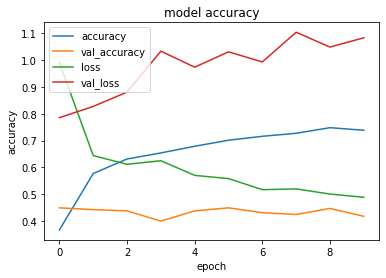 model accuracy
accuracy
val_accuracy
loss
val_loss
1.1
1.0
0.9
0.8
0.7
0.6
0.5
0.4
accuracy
0 2 4 6 8
epoch